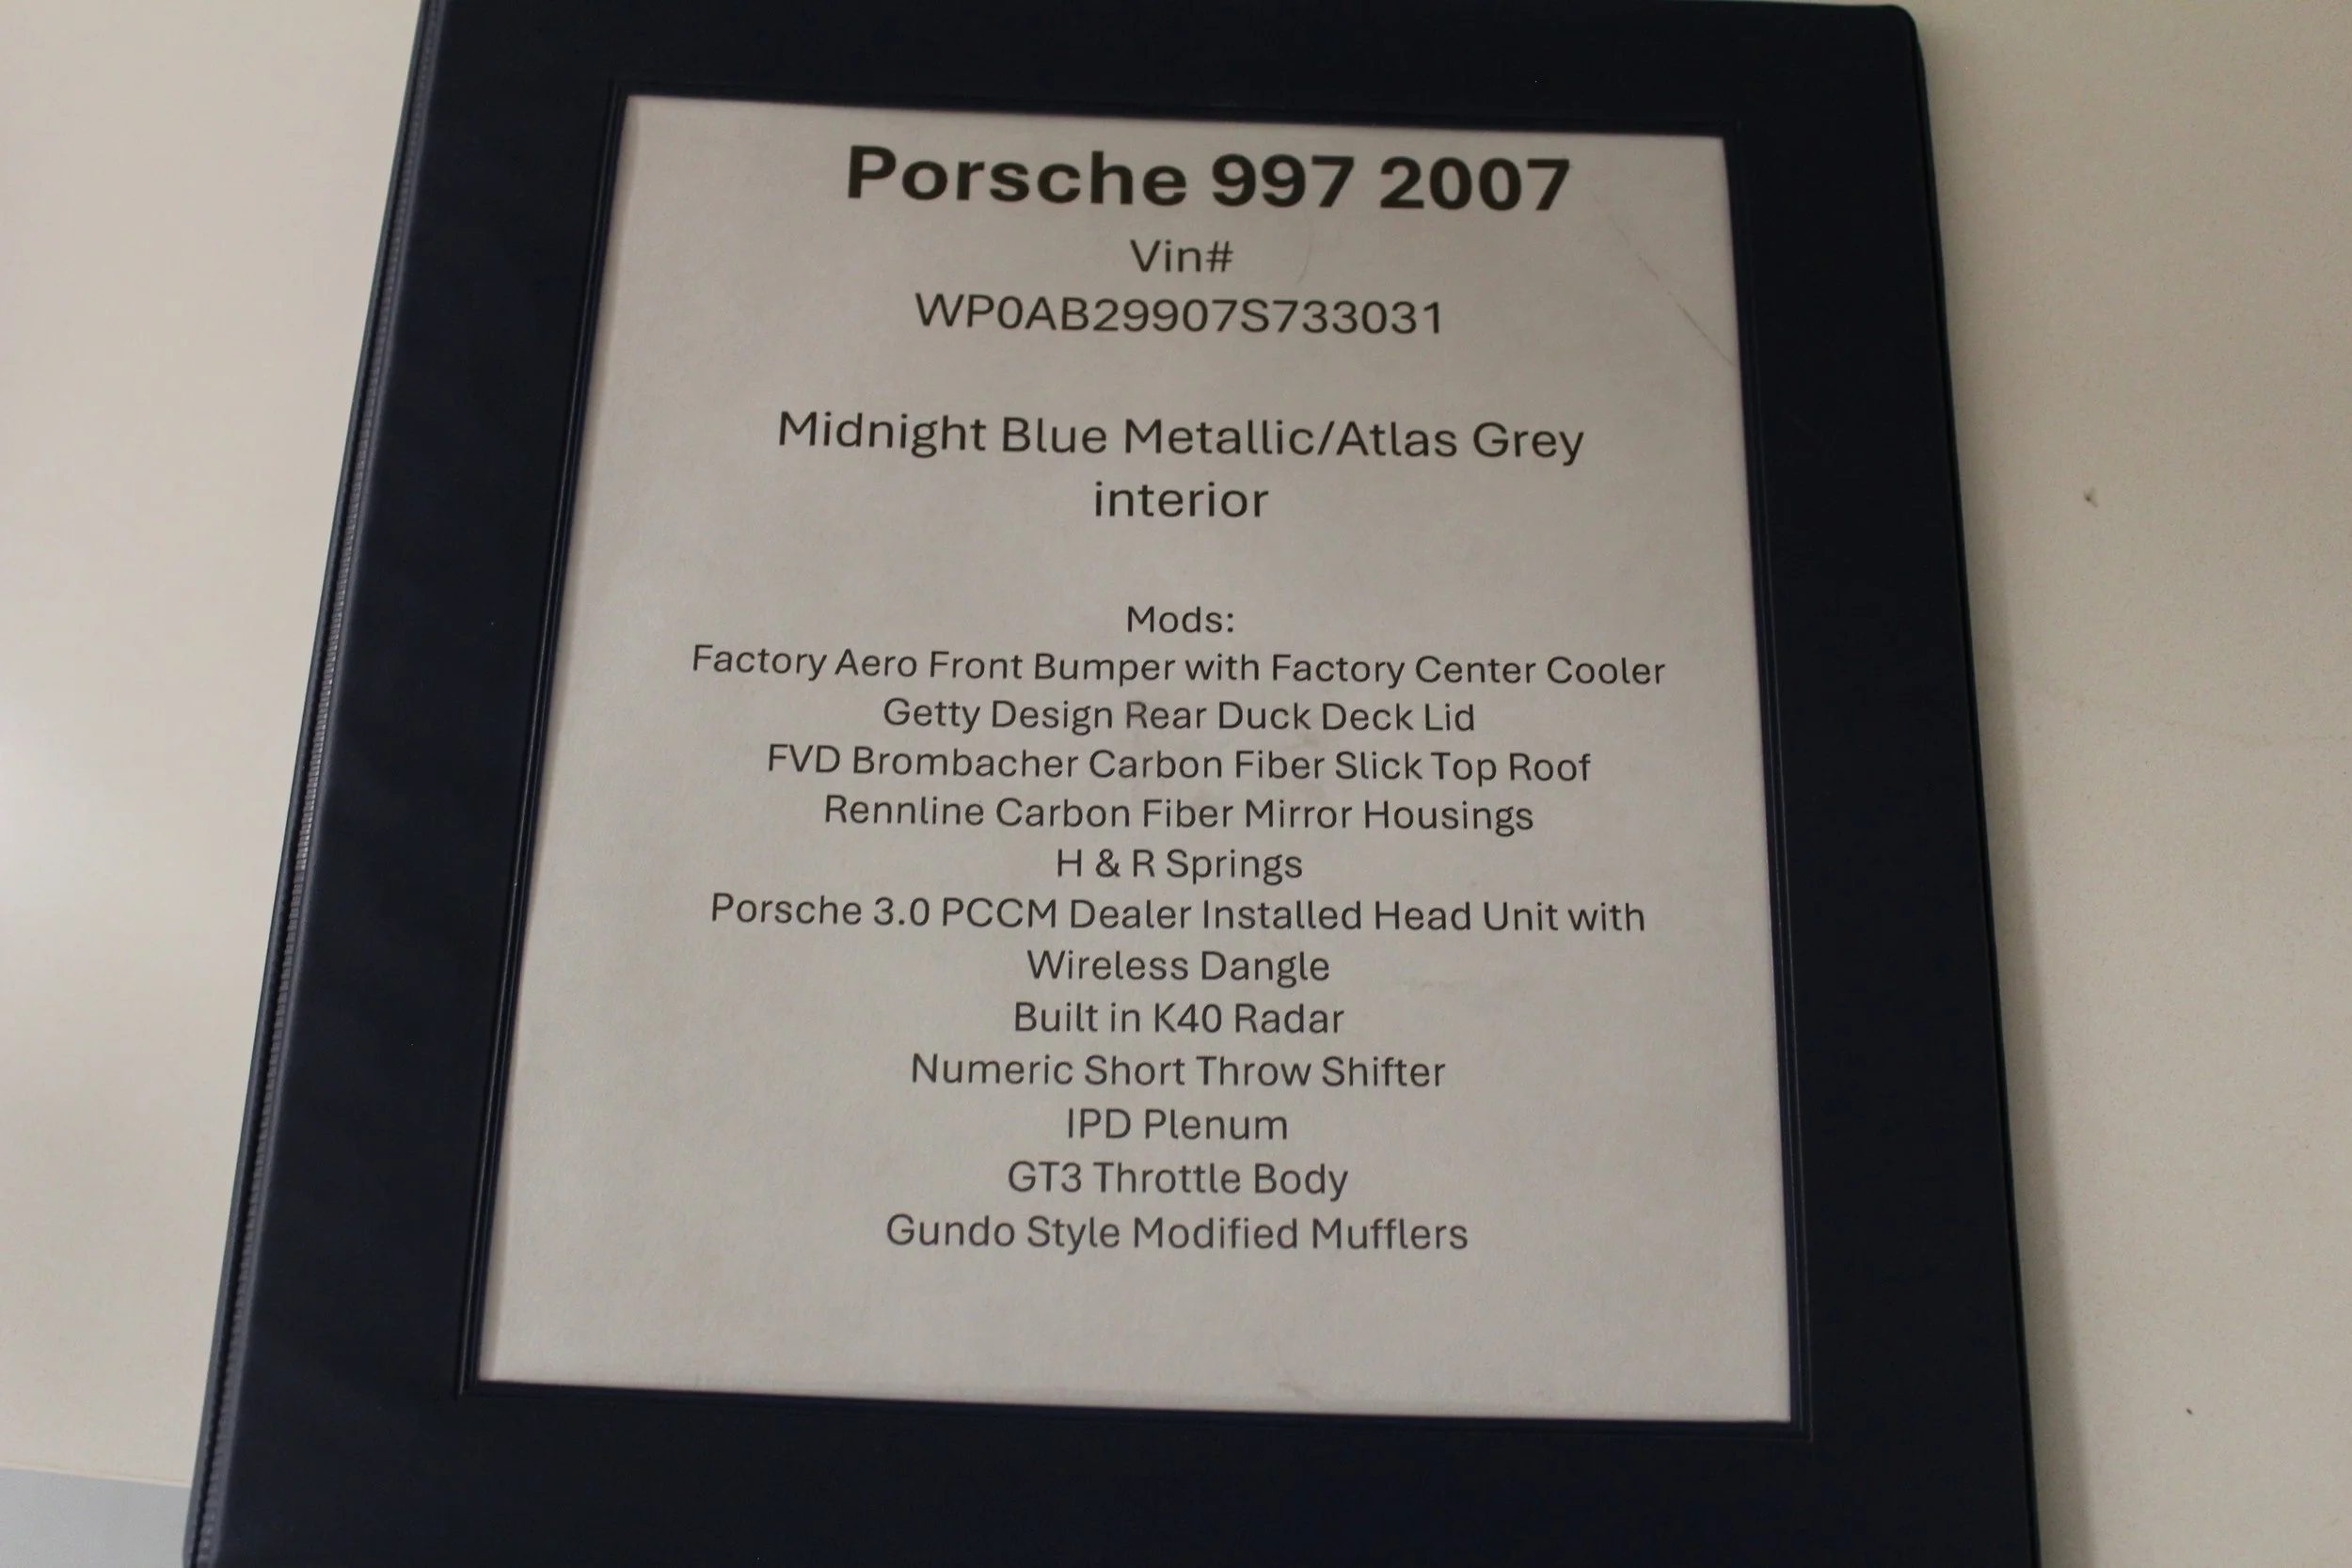 Porsche 997 2007
Vin#
WP0AB29907S733031
Midnight Blue Metallic/Atlas Grey
interior
Mods:
Factory Aero Front Bumper with Factory Center Cooler
Getty Design Rear Duck Deck Lid
FVD Brombacher Carbon Fiber Slick Top Roof
Rennline Carbon Fiber Mirror Housings
H & R Springs
Porsche 3.0 PCCM Dealer Installed Head Unit with
Wireless Dangle
Built in K40 Radar
Numeric Short Throw Shifter
IPD Plenum
GT3 Throttle Body
Gundo Style Modified Mufflers